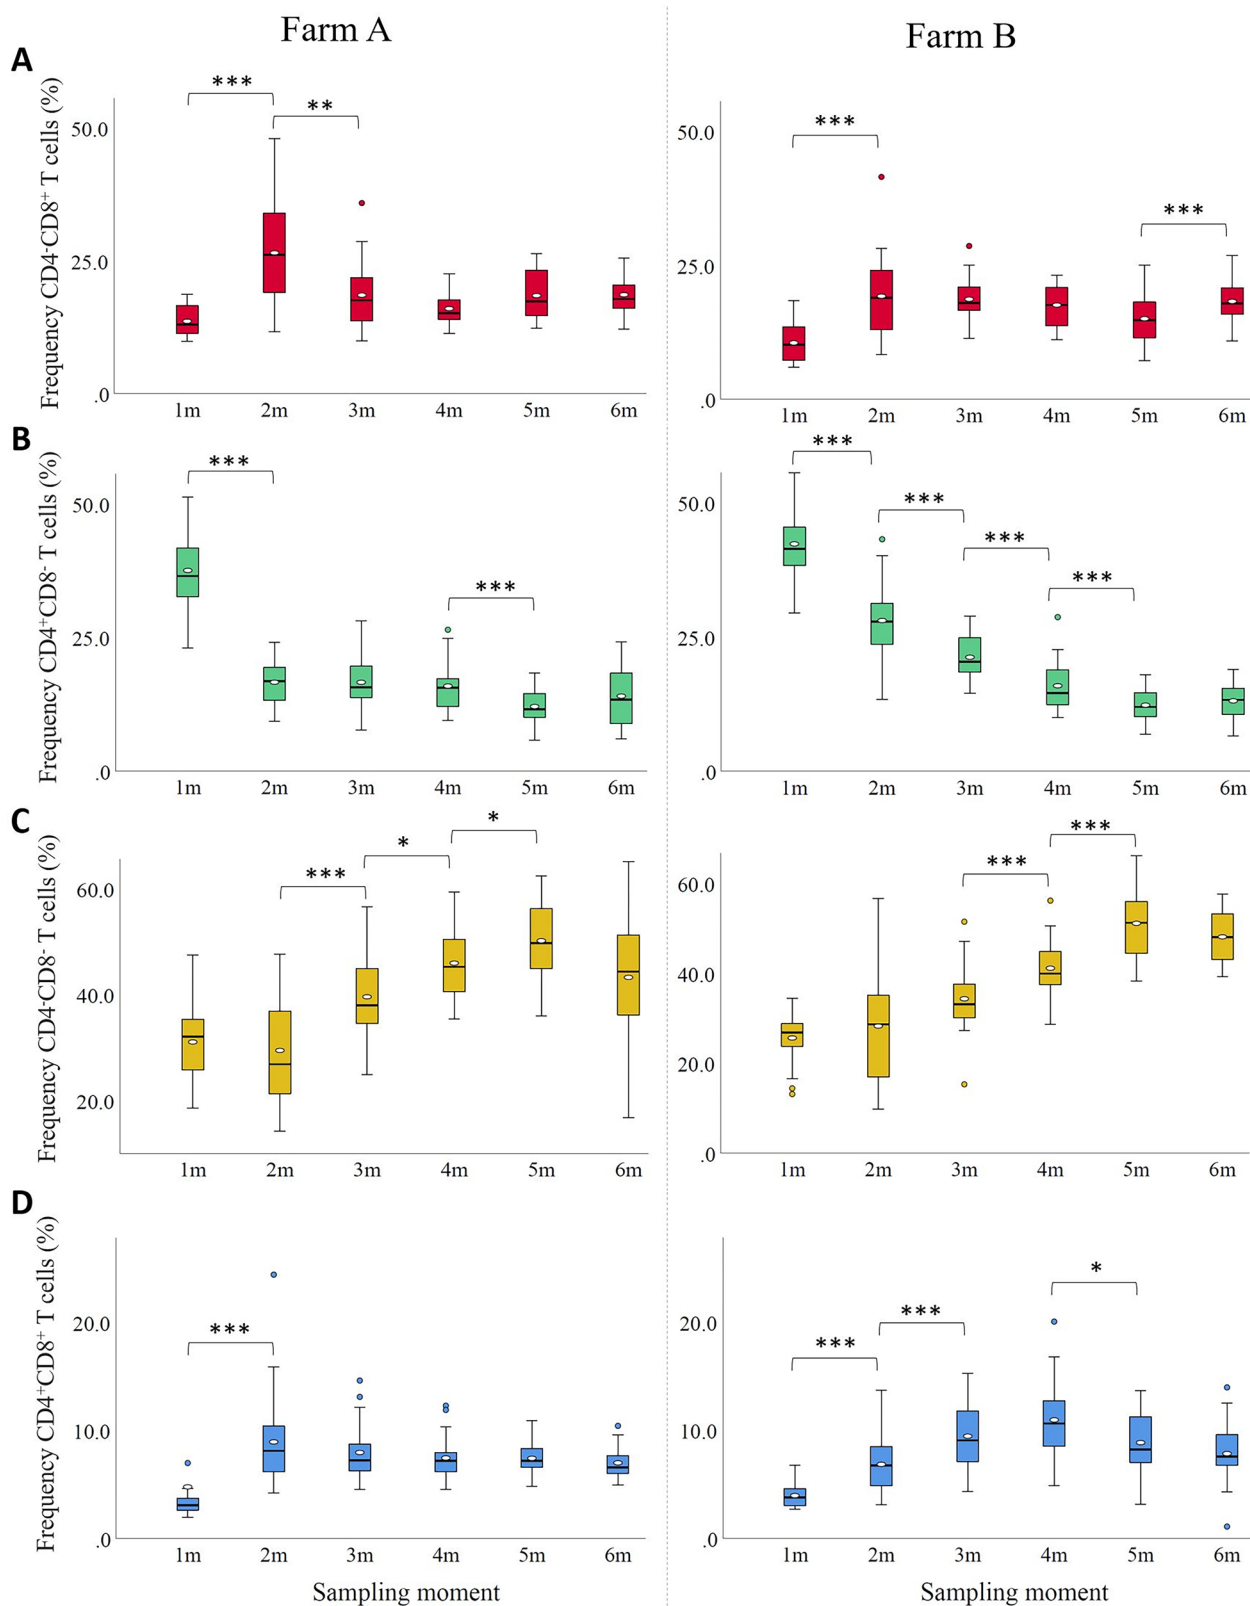 Farm A
Farm B
A
Frequency CD4-CD8+ T cells (%)
*** 
**
50.0
25.0
.0
1m 2m 3m 4m 5m 6m
***
***
50.0
25.0
.0
1m 2m 3m 4m 5m 6m
B
Frequency CD4+CD8- T cells (%)
***
***
50.0
25.0
.0
1m 2m 3m 4m 5m 6m
***
***
***
***
50.0
25.0
.0
1m 2m 3m 4m 5m 6m
C
Frequency CD4-CD8- T cells (%)
***
*
*
60.0
40.0
20.0
1m 2m 3m 4m 5m 6m
***
***
60.0
40.0
20.0
.0
1m 2m 3m 4m 5m 6m
D
Frequency CD4+CD8+ T cells (%)
***
20.0
10.0
.0
1m 2m 3m 4m 5m 6m
Sampling moment
***
***
*
20.0
10.0
.0
1m 2m 3m 4m 5m 6m
Sampling moment